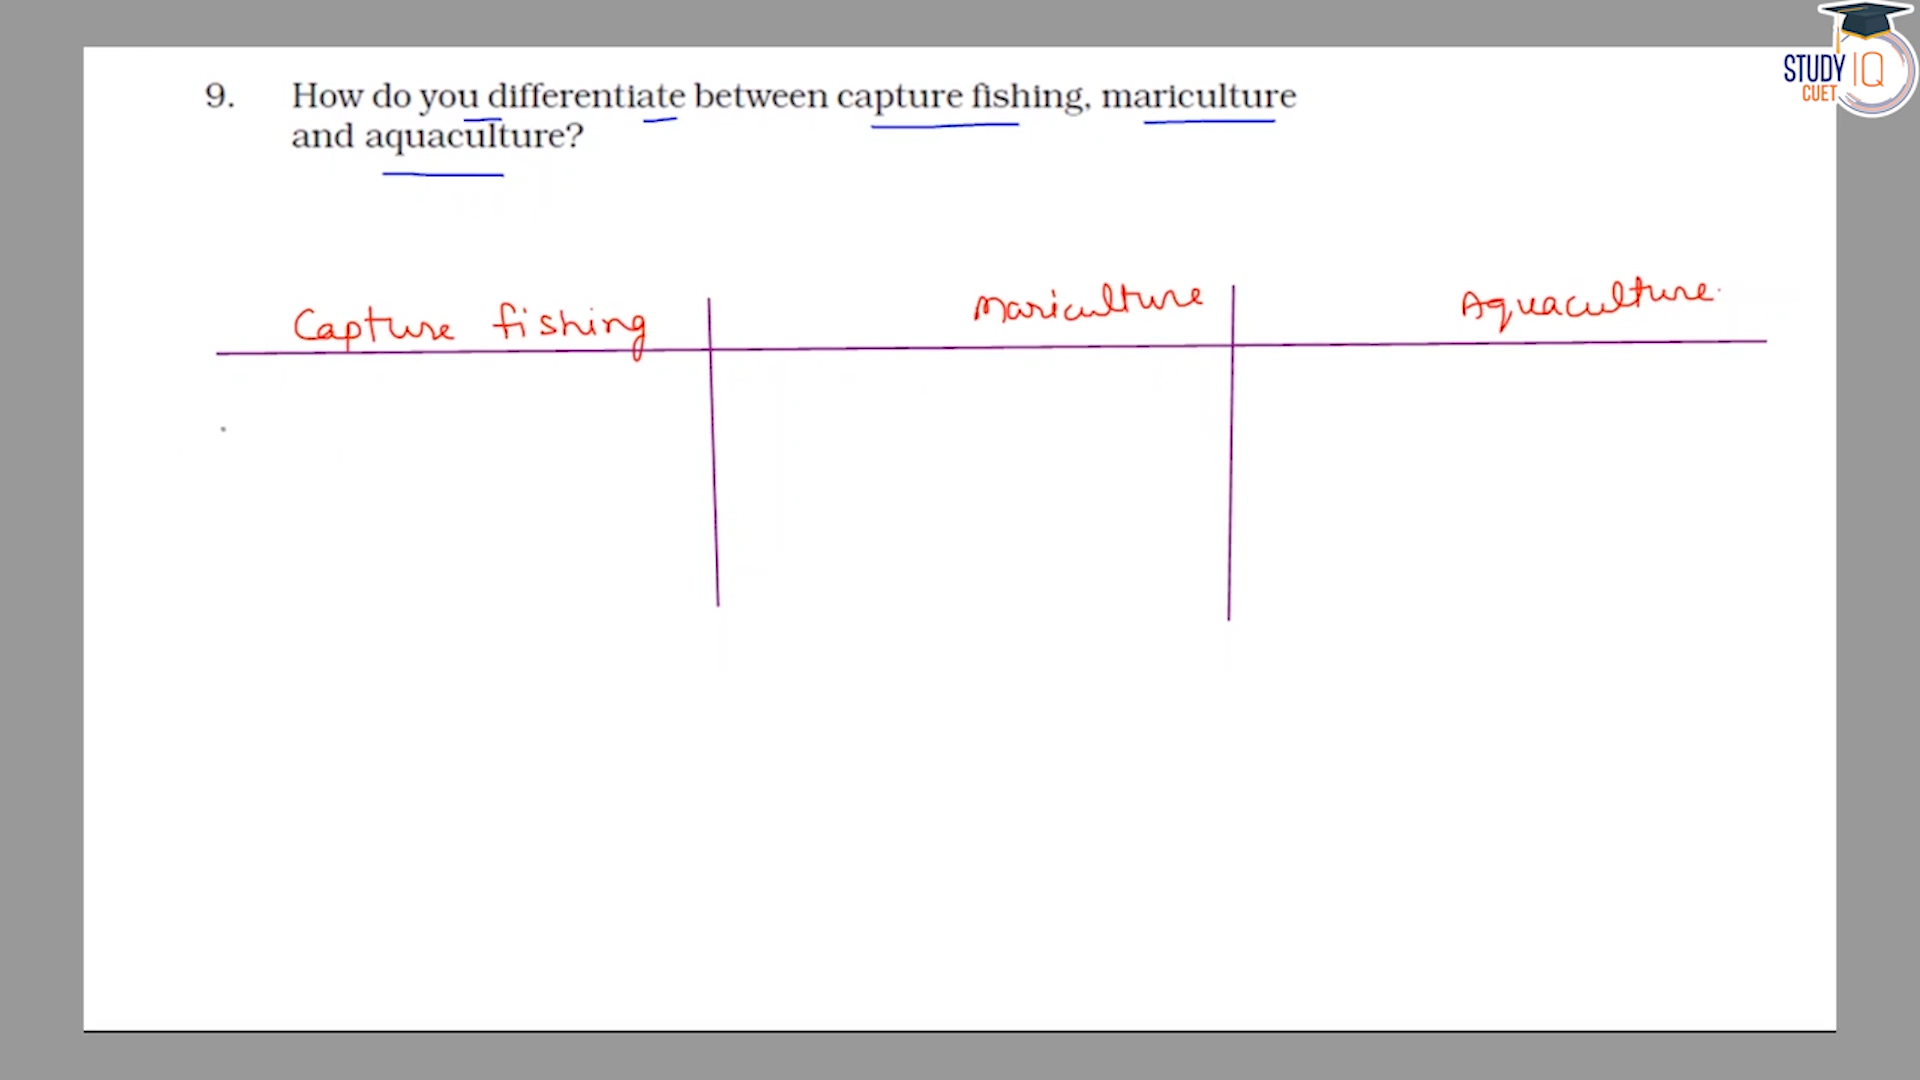 STUDY IQ
CUET
9. How do you differentiate between capture fishing, mariculture
and aquaculture?
Capture fishing Mariculture Aquaculture